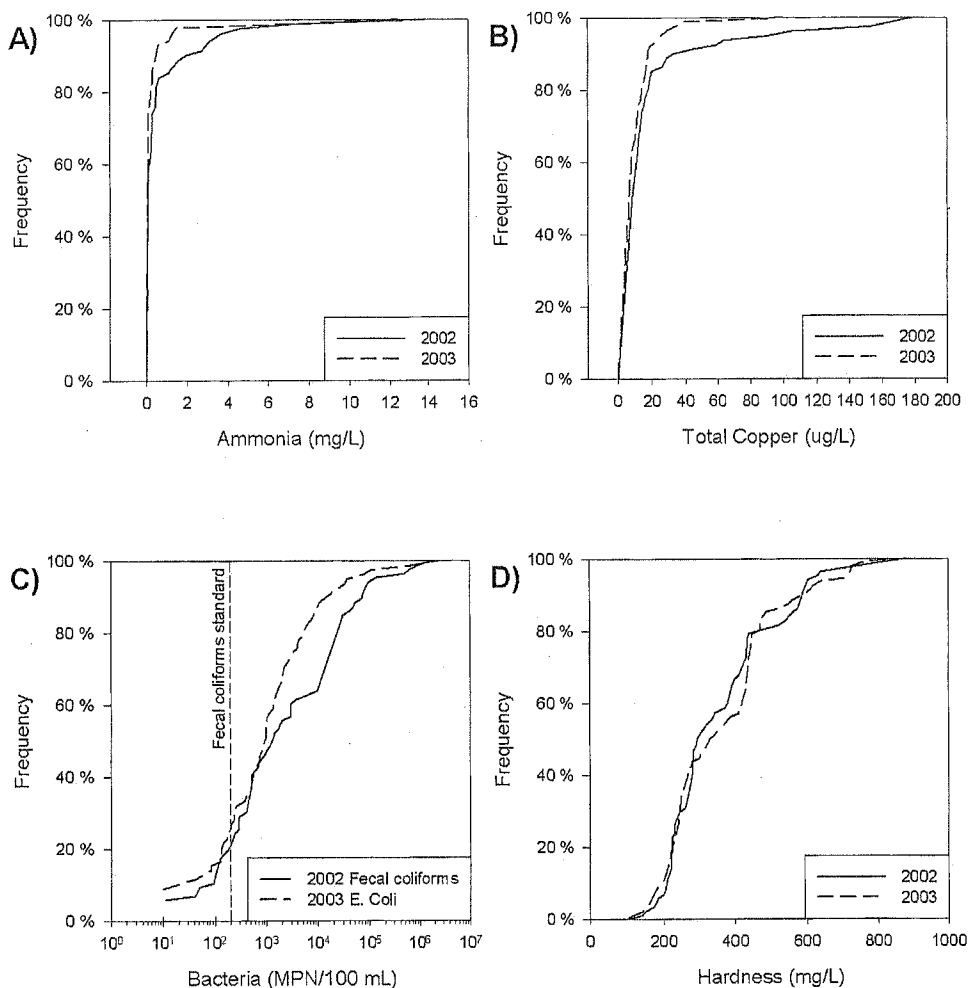 A)
100 %
80 %
60 %
40 %
20 %
0 %
Frequency
2002
2003
0 2 4 6 8 10 12 14 16
Ammonia (mg/L)
B)
100 %
80 %
60 %
40 %
20 %
0 %
Frequency
2002
2003
0 20 40 60 80 100 120 140 160 180 200
Total Copper (ug/L)
C)
100 %
80 %
60 %
40 %
20 %
0 %
Frequency
Fecal coliforms standard
2002 Fecal coliforms
2003 E. Coli
10⁰ 10¹ 10² 10³ 10⁴ 10⁵ 10⁶ 10⁷
Bacteria (MPN/100 mL)
D)
100 %
80 %
60 %
40 %
20 %
0 %
Frequency
2002
2003
0 200 400 600 800 1000
Hardness (mg/L)